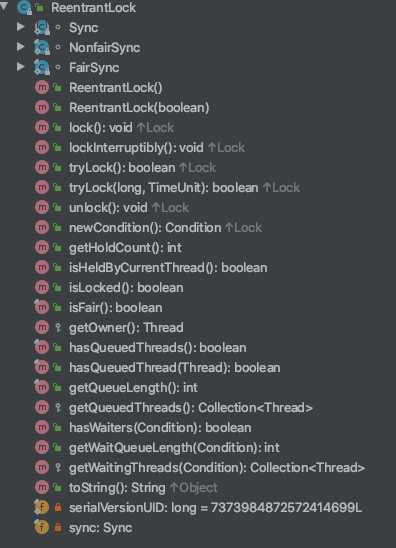 ReentrantLock
Sync
NonfairSync
FairSync
ReentrantLock()
ReentrantLock(boolean)
lock(): void ↑Lock
lockInterruptibly(): void ↑Lock
tryLock(): boolean ↑Lock
tryLock(long, TimeUnit): boolean ↑Lock
unlock(): void ↑Lock
newCondition(): Condition ↑Lock
getHoldCount(): int
isHeldByCurrentThread(): boolean
isLocked(): boolean
isFair(): boolean
getOwner(): Thread
hasQueuedThreads(): boolean
hasQueuedThread(Thread): boolean
getQueueLength(): int
getQueuedThreads(): Collection<Thread>
hasWaiters(Condition): boolean
getWaitQueueLength(Condition): int
getWaitingThreads(Condition): Collection<Thread>
toString(): String ↑Object
serialVersionUID: long = 7373984872572414699L
sync: Sync